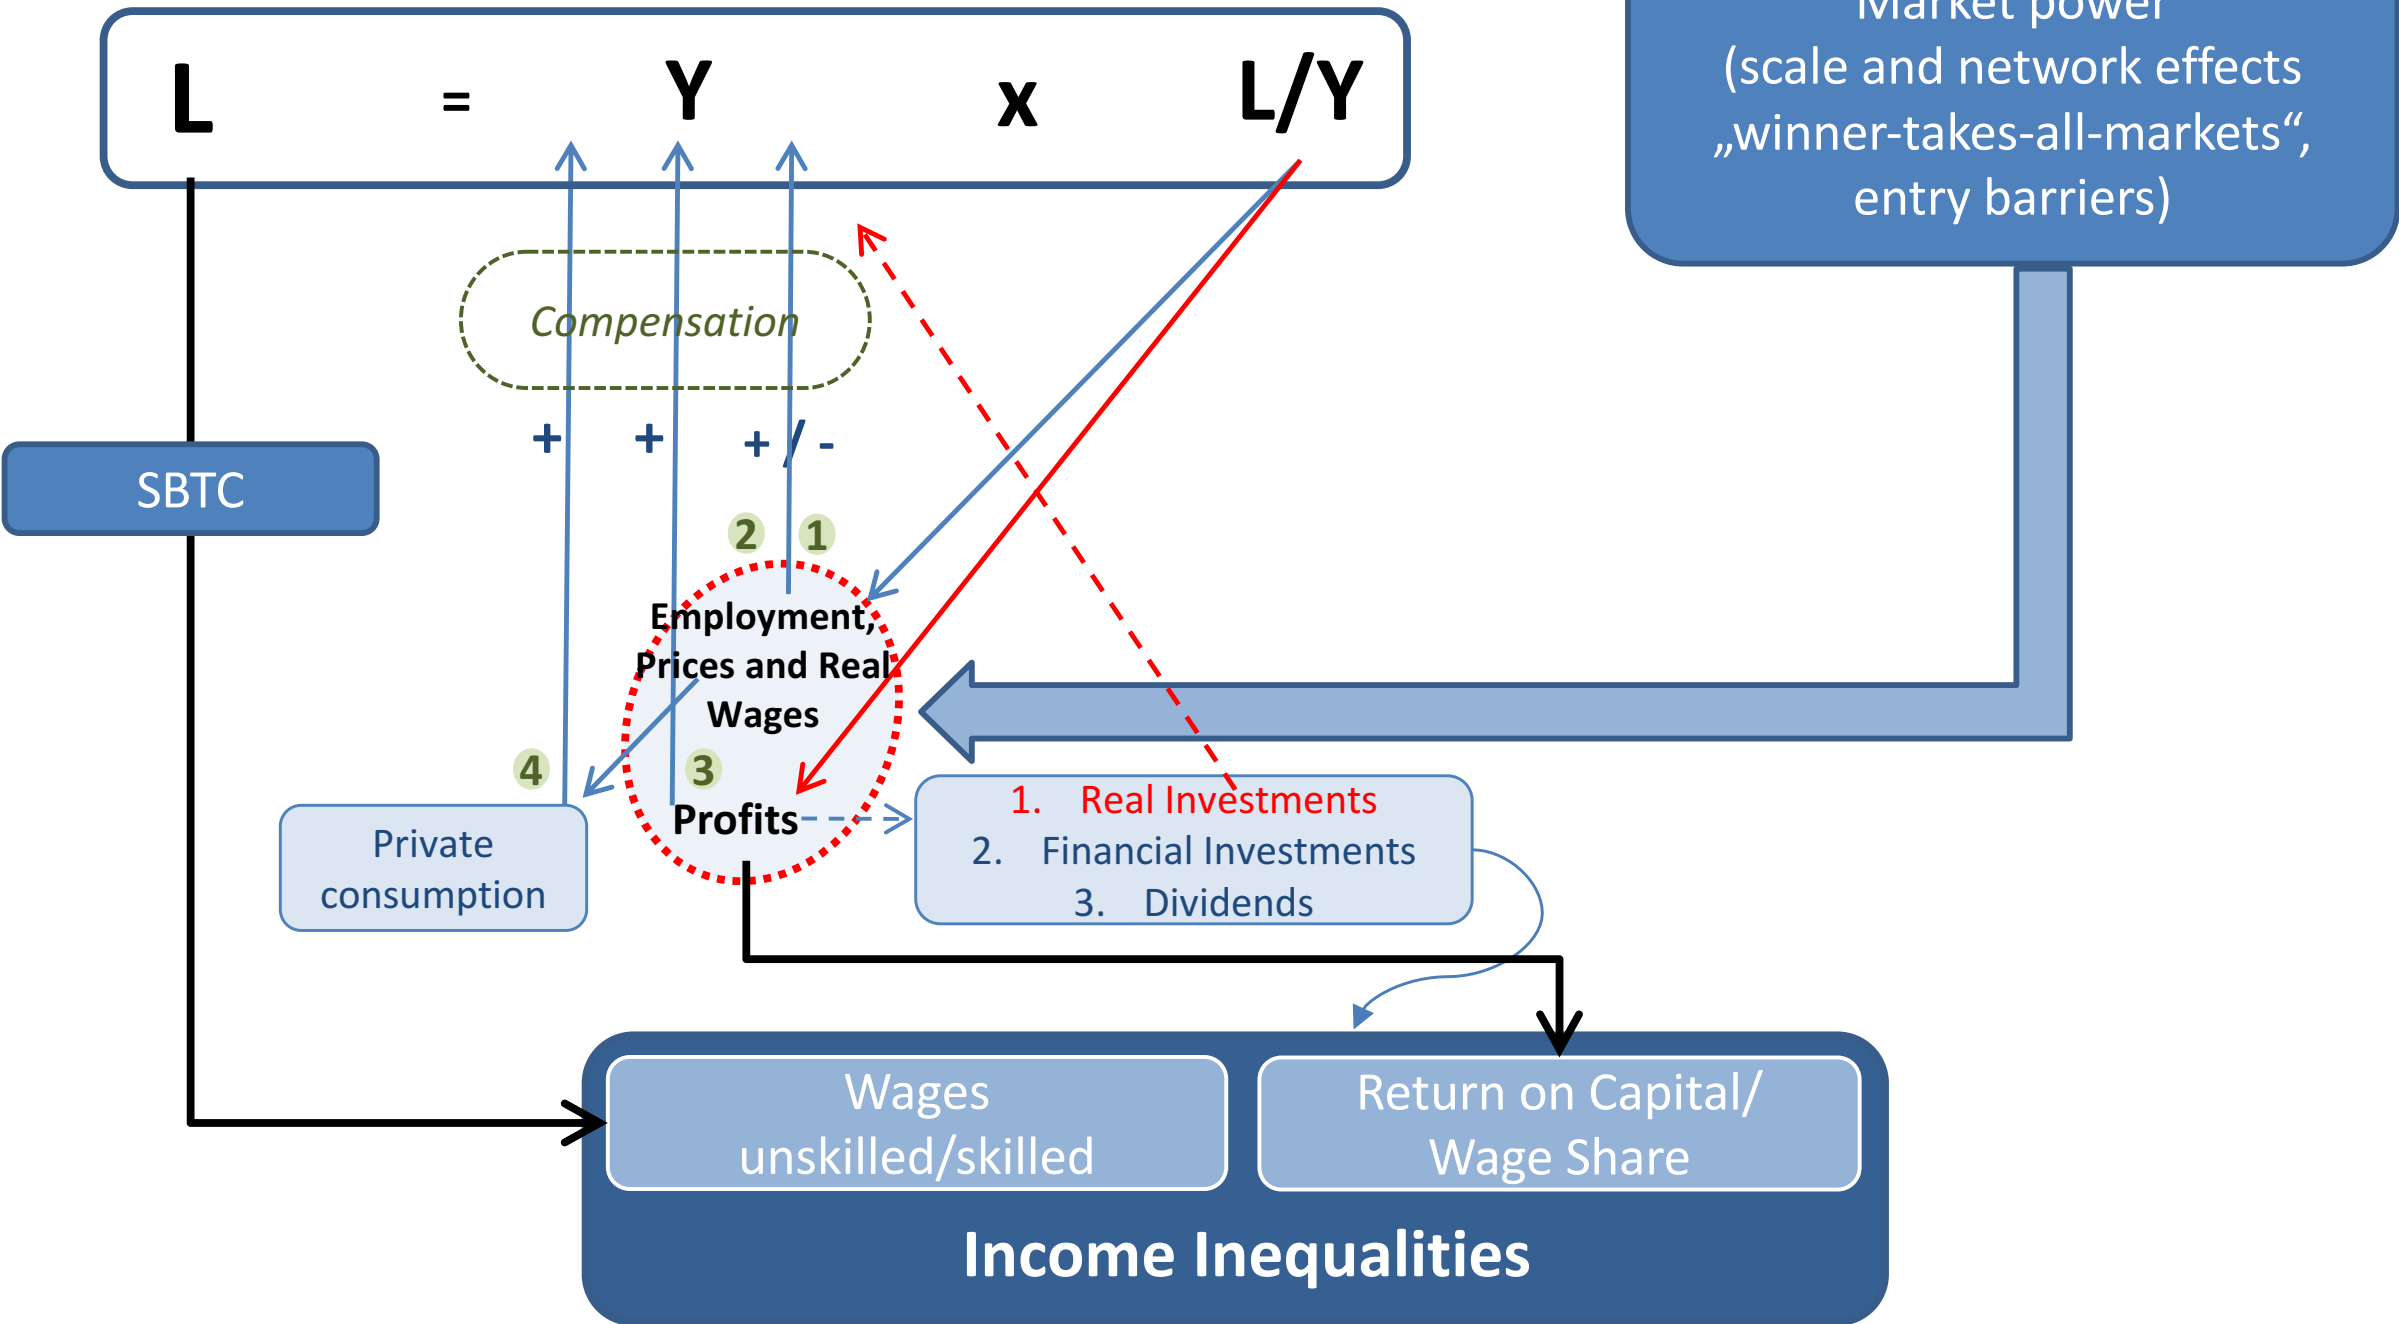 L = Y x L/Y
Market power
(scale and network effects
„winner-takes-all-markets“,
entry barriers)
Compensation
+ + + / -
SBTC
2 1
Employment,
Prices and Real
Wages
4 3
Profits
Private
consumption
1. Real Investments
2. Financial Investments
3. Dividends
Wages
unskilled/skilled
Return on Capital/
Wage Share
Income Inequalities